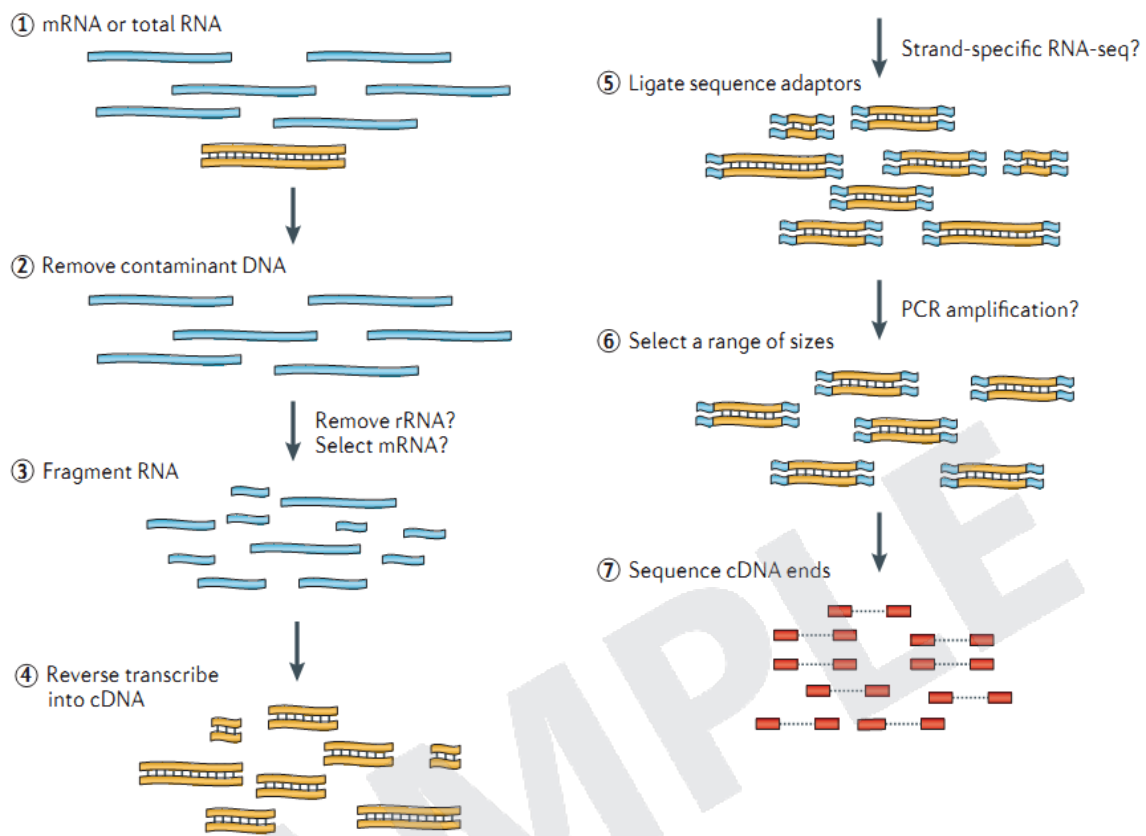 ① mRNA or total RNA
② Remove contaminant DNA
Remove rRNA?
Select mRNA?
③ Fragment RNA
④ Reverse transcribe
into cDNA
Strand-specific RNA-seq?
⑤ Ligate sequence adaptors
PCR amplification?
⑥ Select a range of sizes
⑦ Sequence cDNA ends
AMPLE